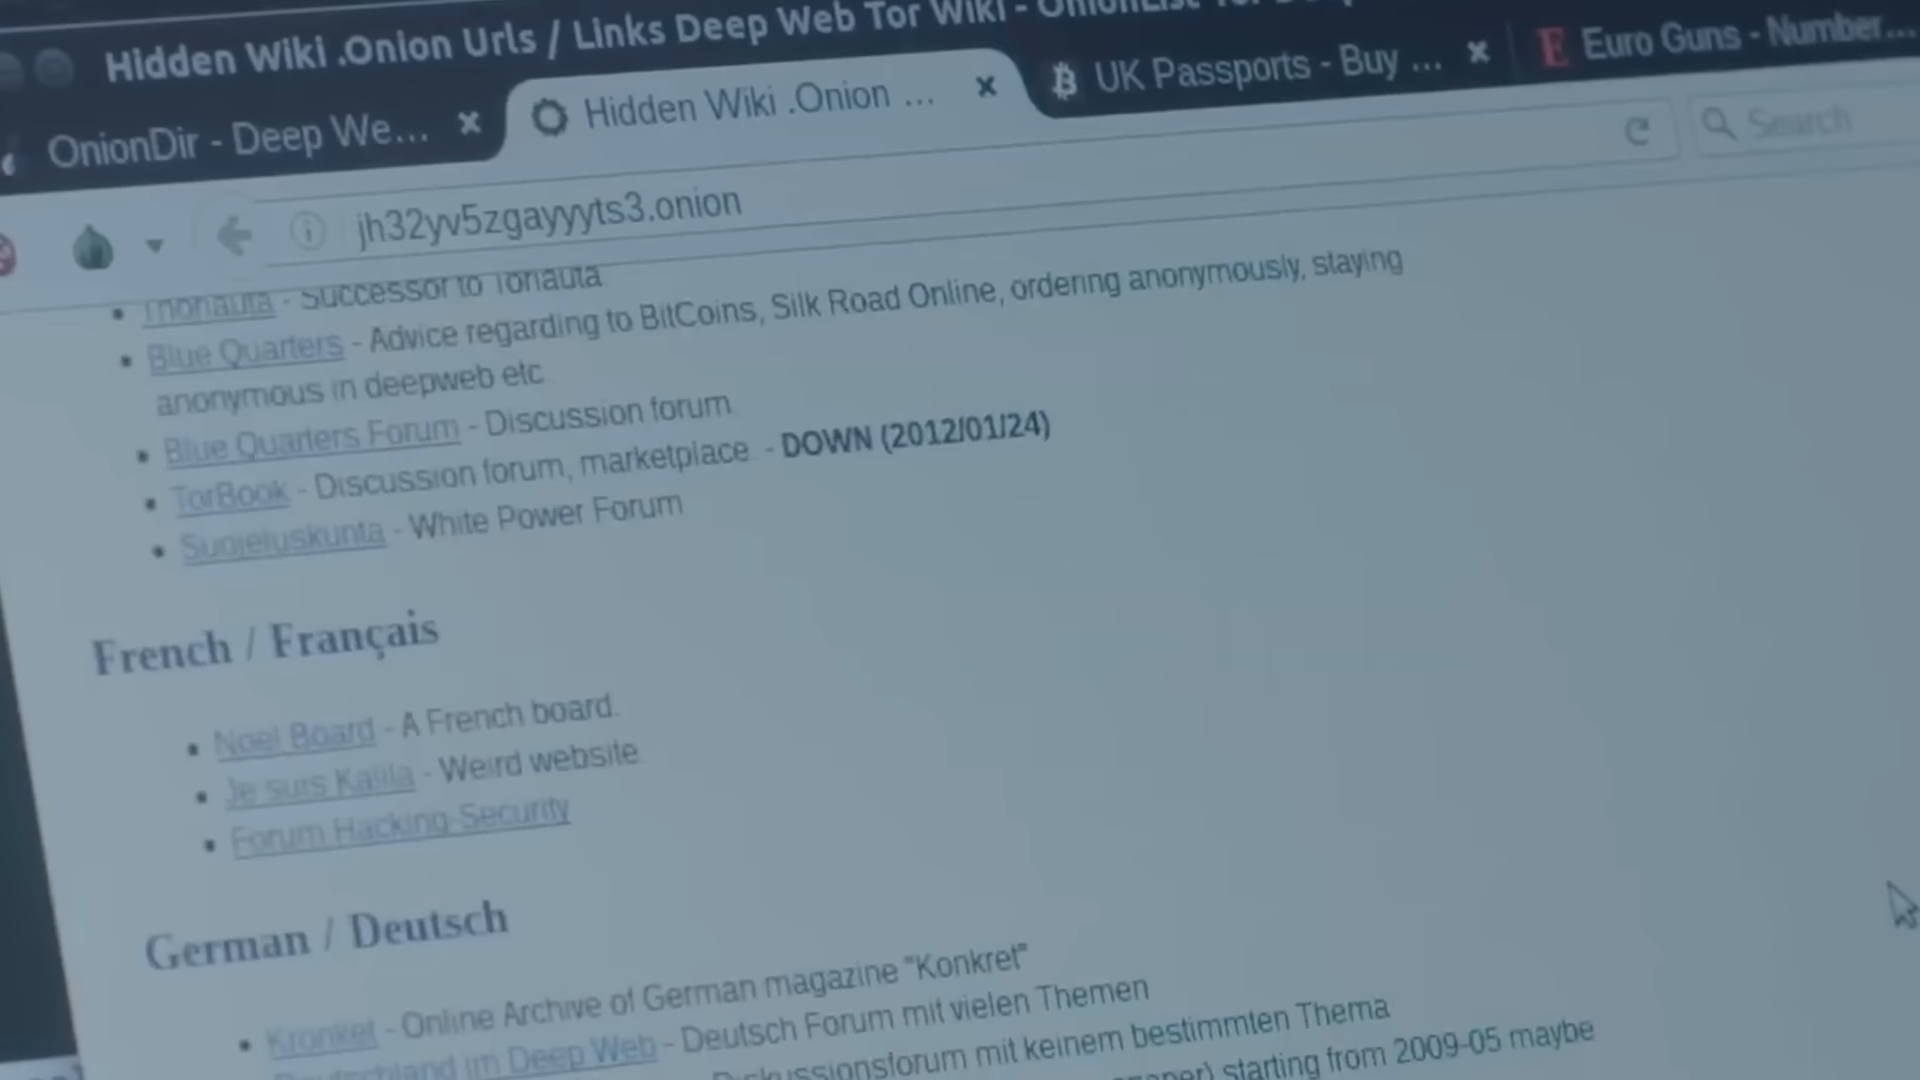 Hidden Wiki .Onion Urls / Links Deep Web Tor Wiki -
OnionDir - Deep We...
Hidden Wiki .Onion ...
UK Passports - Buy ...
Euro Guns - Number...
jh32yv5zgayyyts3.onion
Search
Thorlauta - Successor to Torlauta
Blue Quarters - Advice regarding to BitCoins, Silk Road Online, ordering anonymously, staying
anonymous in deepweb etc
Blue Quarters Forum - Discussion forum
TorBook - Discussion forum, marketplace - DOWN (2012/01/24)
Suojeluskunta - White Power Forum
French / Français
Noel Board - A French board.
Je suis Kalila - Weird website
Forum Hacking-Security
German / Deutsch
Kronket - Online Archive of German magazine "Konkret"
Deutschland im Deep Web - Deutsch Forum mit vielen Themen
Diskussionsforum mit keinem bestimmten Thema
starting from 2009-05 maybe